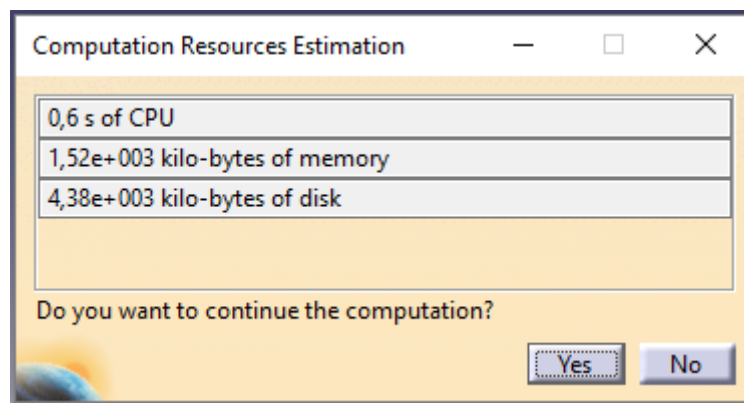 Computation Resources Estimation
0,6 s of CPU
1,52e+003 kilo-bytes of memory
4,38e+003 kilo-bytes of disk
Do you want to continue the computation?
Yes No